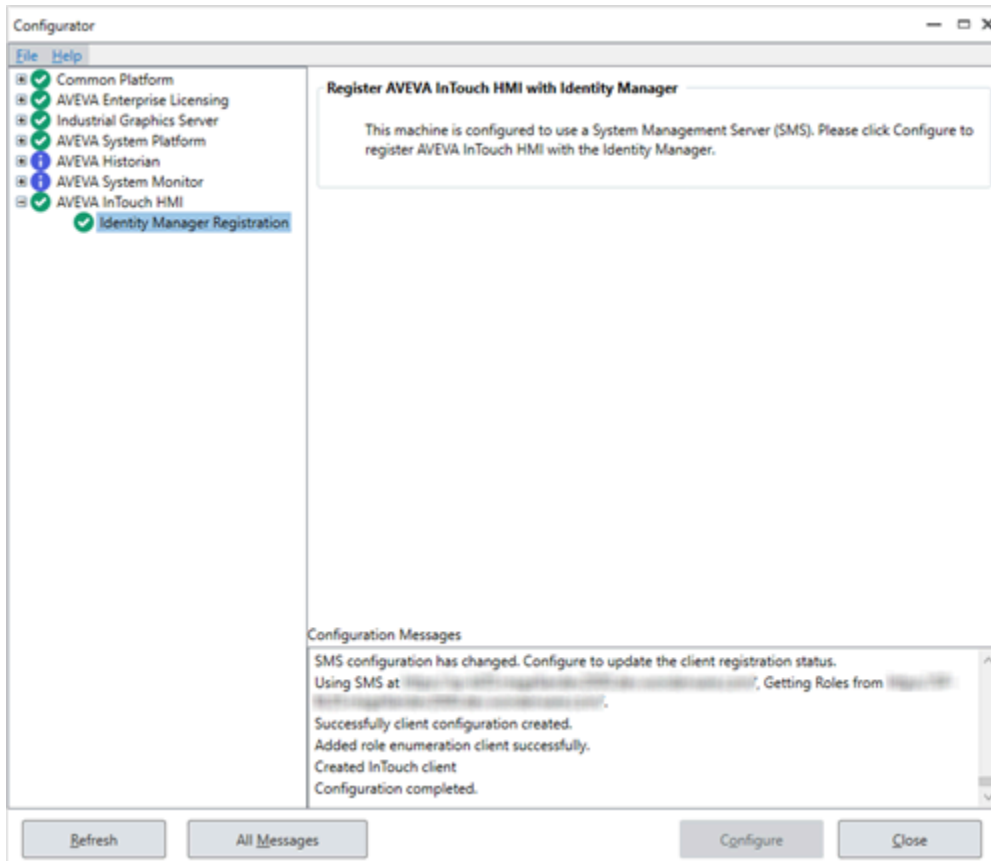 Configurator
File Help
Common Platform
AVEVA Enterprise Licensing
Industrial Graphics Server
AVEVA System Platform
AVEVA Historian
AVEVA System Monitor
AVEVA InTouch HMI
Identity Manager Registration
Register AVEVA InTouch HMI with Identity Manager
This machine is configured to use a System Management Server (SMS). Please click Configure to
register AVEVA InTouch HMI with the Identity Manager.
Configuration Messages
SMS configuration has changed. Configure to update the client registration status.
Using SMS at ', Getting Roles from
'.
Successfully client configuration created.
Added role enumeration client successfully.
Created InTouch client
Configuration completed.
Refresh All Messages Configure Close